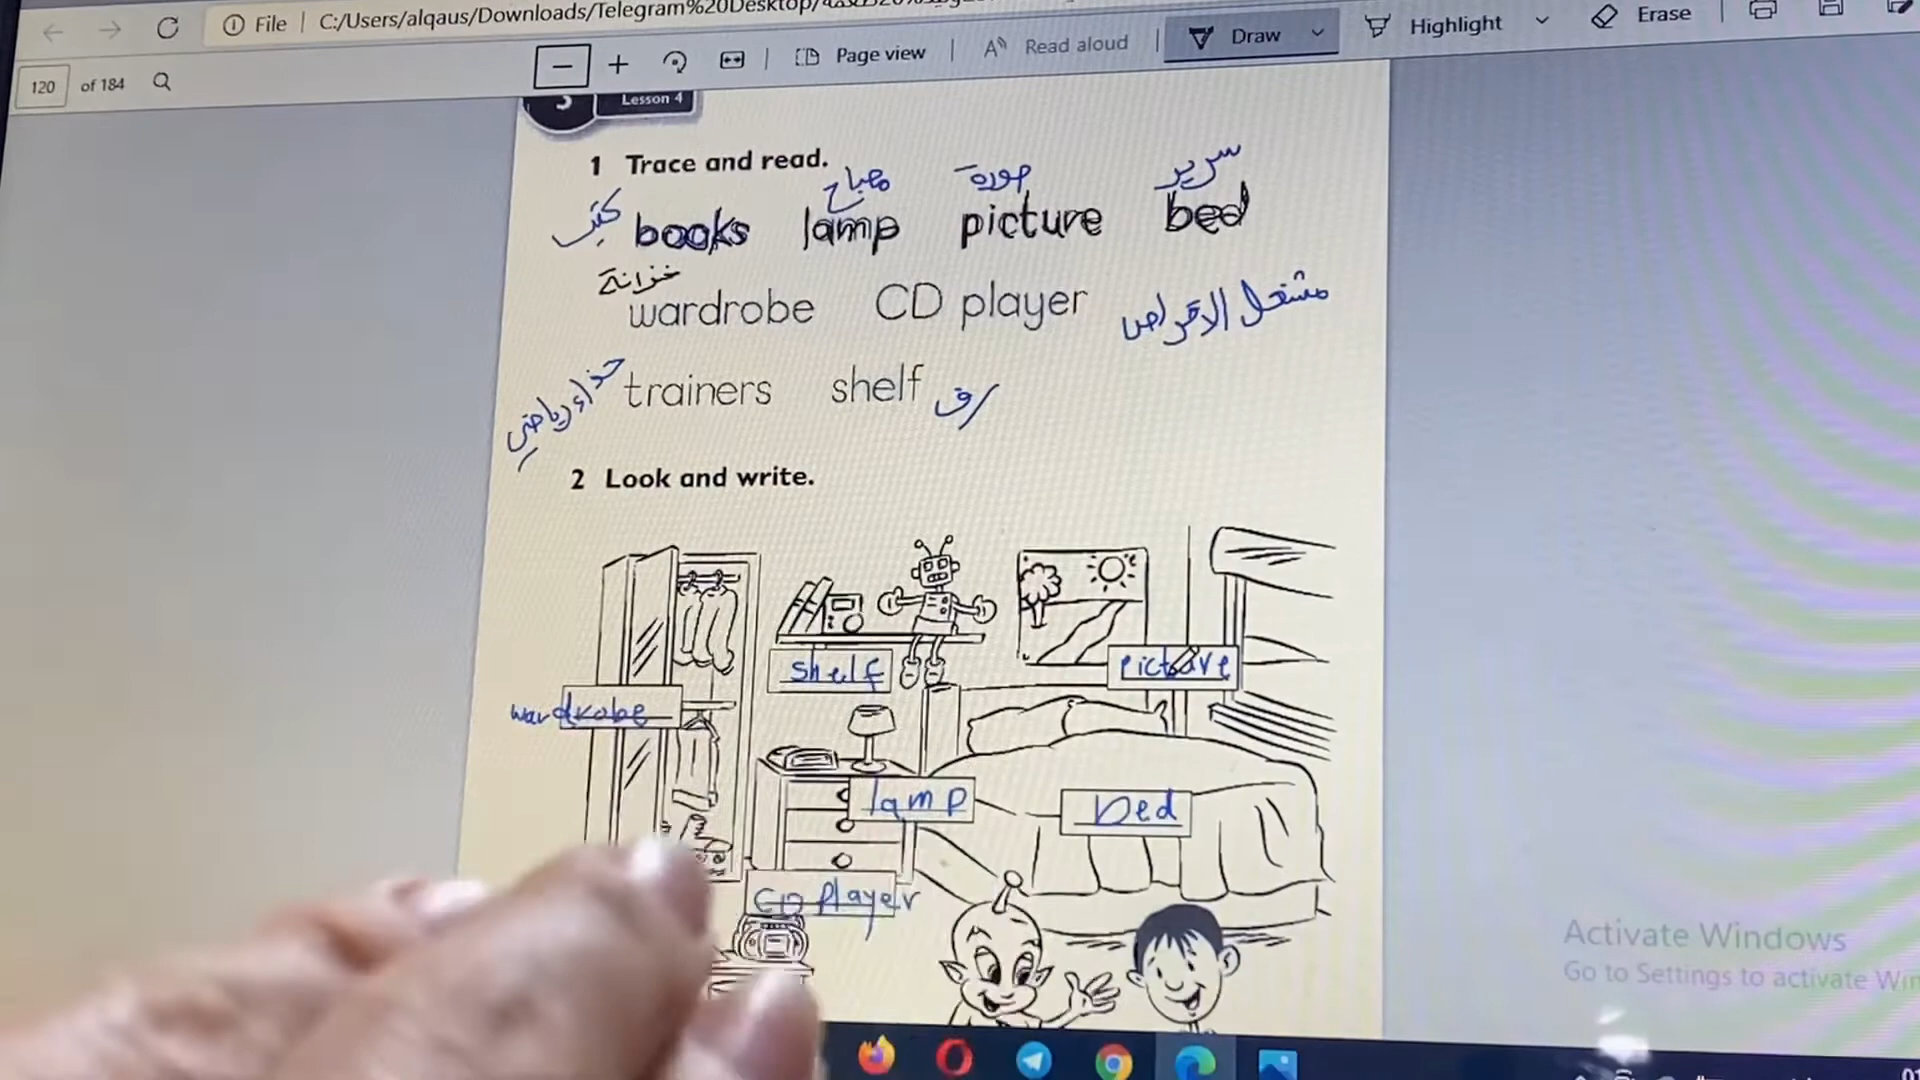 File C:/Users/alqaus/Downloads/Telegram%20Desktop/
120 of 184 Page view Read aloud Draw Highlight Erase
Lesson 4
1 Trace and read.
كتب مصباح صورة سرير
books lamp picture bed
خزانة
wardrobe CD player مشغل الاقراص
حذاء رياضي trainers shelf رف
2 Look and write.
shelf picture
wardrobe
lamp bed
CD player
Activate Windows
Go to Settings to activate Win